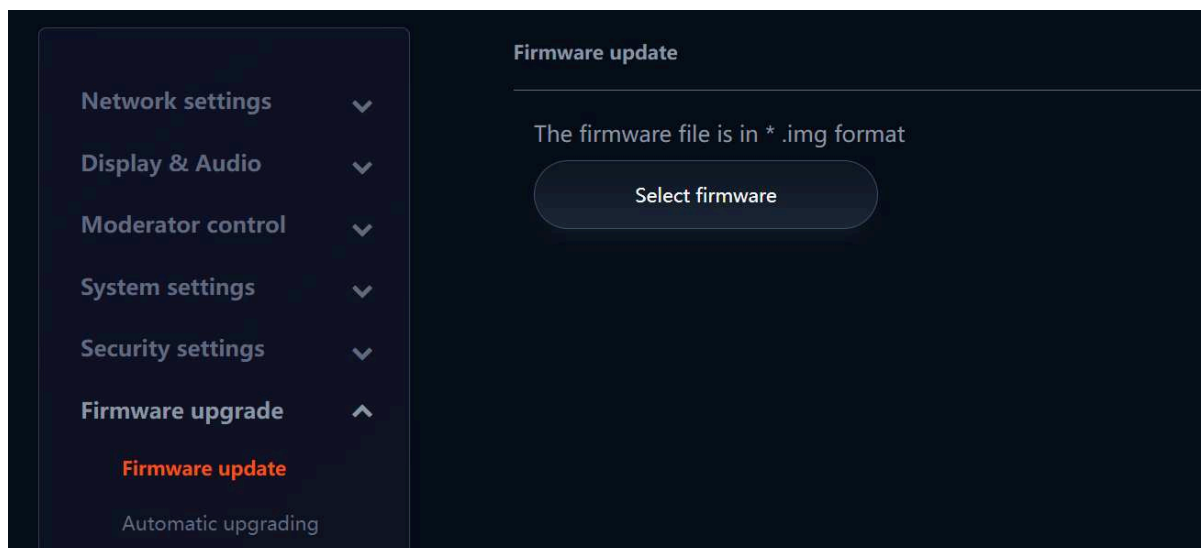 Network settings
Display & Audio
Moderator control
System settings
Security settings
Firmware upgrade
Firmware update
Automatic upgrading
Firmware update
The firmware file is in * .img format
Select firmware